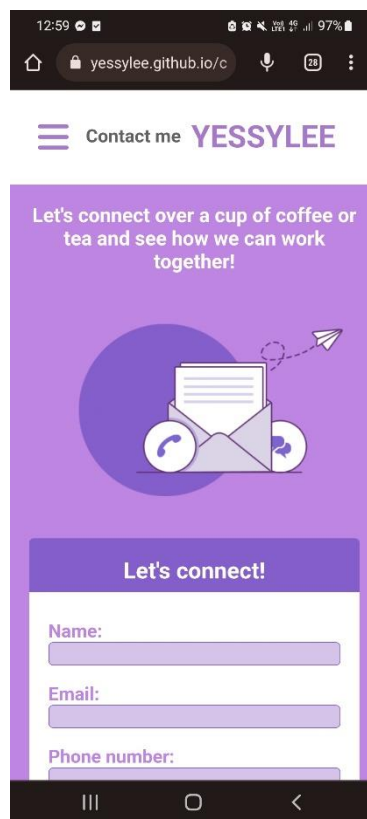 12:59
97%
yessylee.github.io/c
28
Contact me YESSYLEE
Let's connect over a cup of coffee or
tea and see how we can work
together!
Let's connect!
Name:
Email:
Phone number: